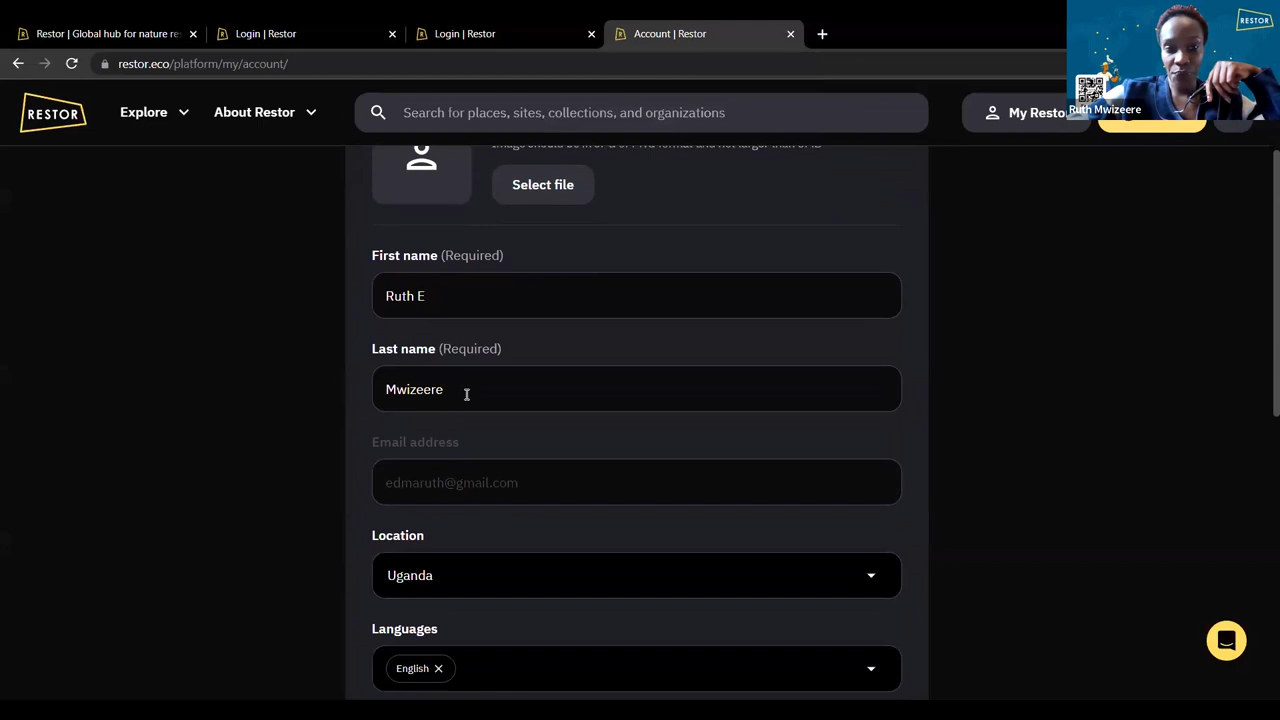 Restor | Global hub for nature re
Login | Restor
Login | Restor
Account | Restor
RESTOR
restor.eco/platform/my/account/
Ruth Mwizeere
RESTOR
Explore
About Restor
Search for places, sites, collections, and organizations
My Resto
Select file
First name (Required)
Ruth E
Last name (Required)
Mwizeere
Email address
edmaruth@gmail.com
Location
Uganda
Languages
English